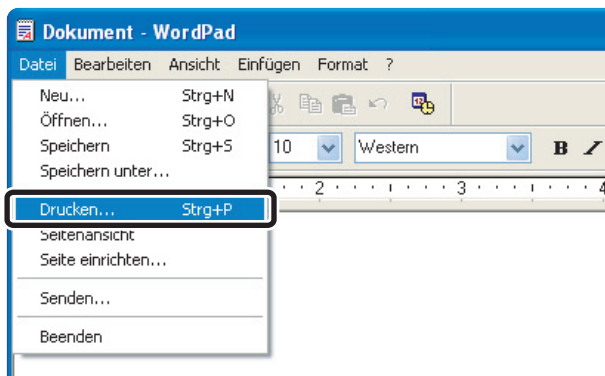 Dokument - WordPad
Datei Bearbeiten Ansicht Einfügen Format ?
Neu... Strg+N
Öffnen... Strg+O
Speichern Strg+S
10 Western B I
Speichern unter...
2 3 4
Drucken... Strg+P
Seitenansicht
Seite einrichten...
Senden...
Beenden